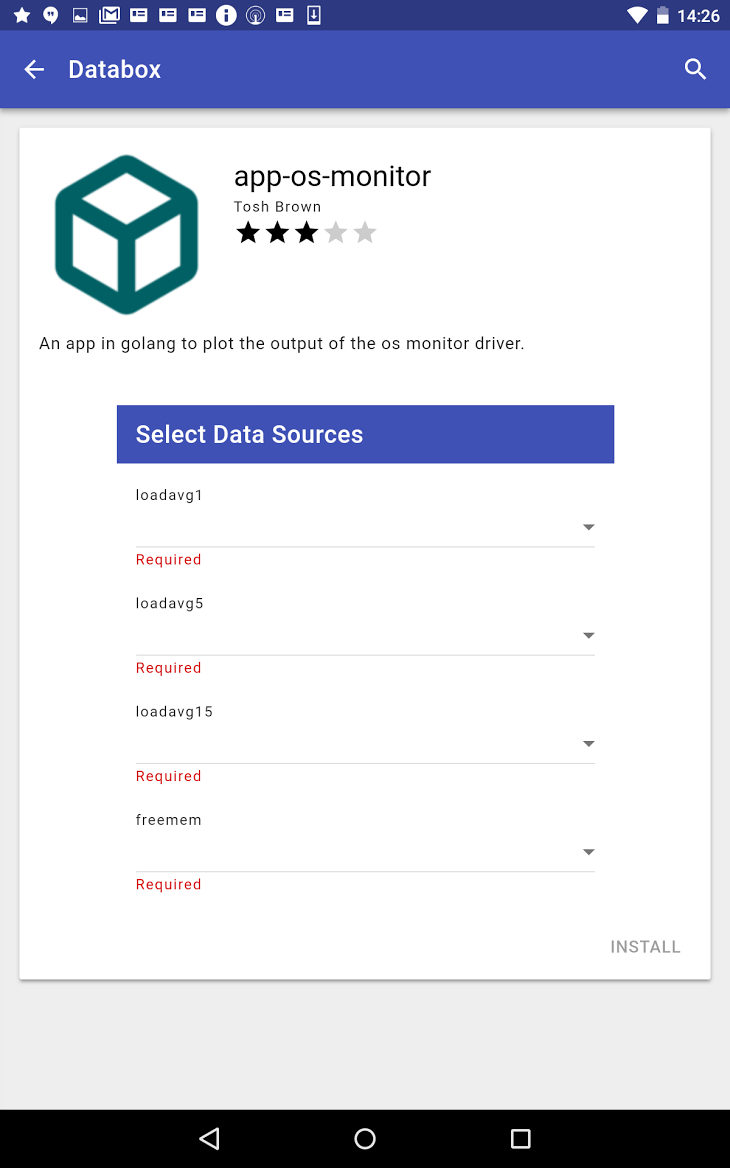 14:26
Databox
app-os-monitor
Tosh Brown
An app in golang to plot the output of the os monitor driver.
Select Data Sources
loadavg1
Required
loadavg5
Required
loadavg15
Required
freemem
Required
INSTALL